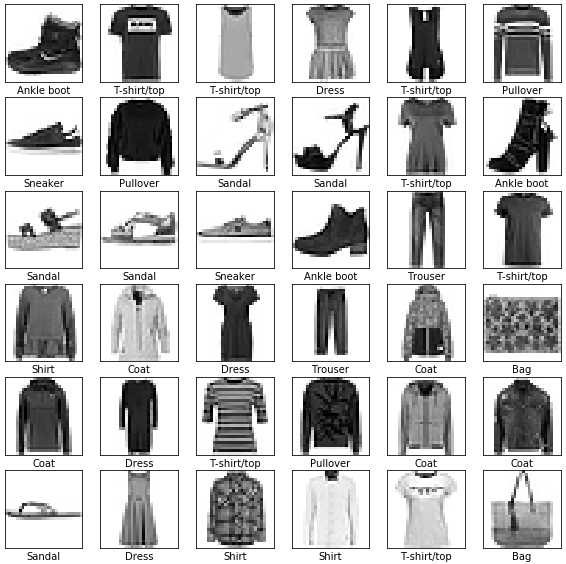 Ankle boot T-shirt/top T-shirt/top Dress T-shirt/top Pullover
Sneaker Pullover Sandal Sandal T-shirt/top Ankle boot
Sandal Sandal Sneaker Ankle boot Trouser T-shirt/top
Shirt Coat Dress Trouser Coat Bag
Coat Dress T-shirt/top Pullover Coat Coat
Sandal Dress Shirt Shirt T-shirt/top Bag